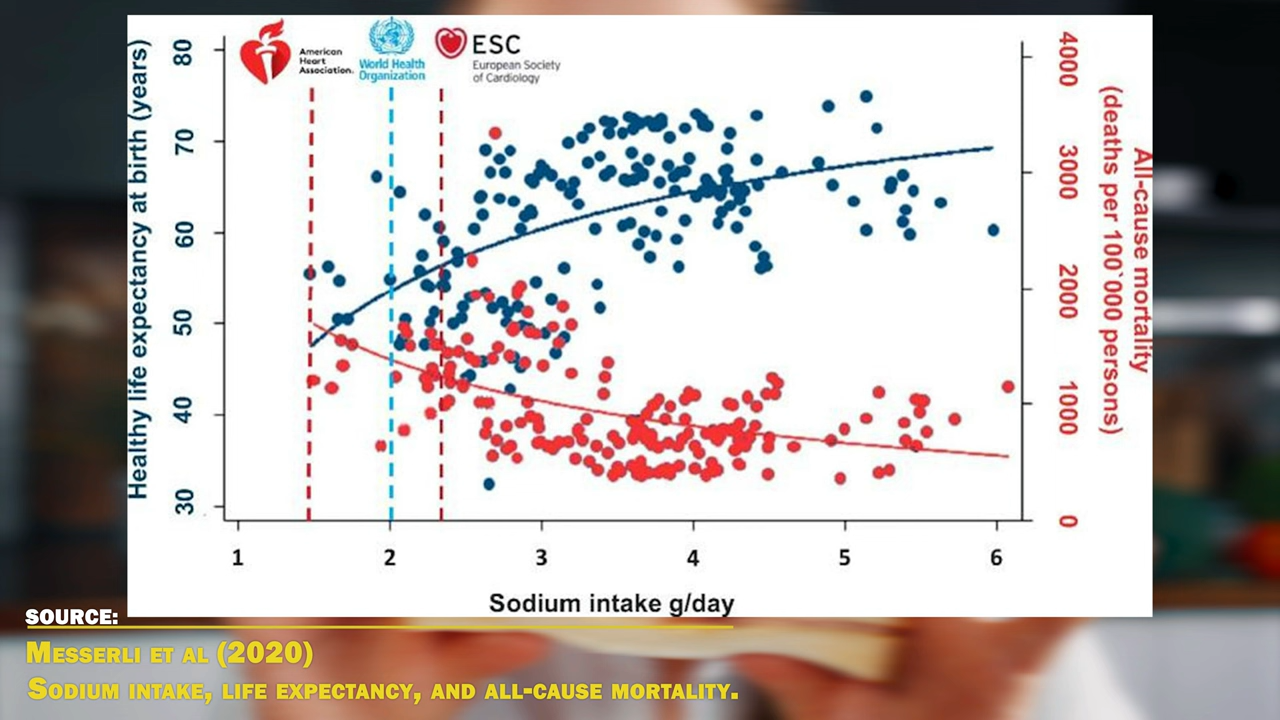 American
Heart
Association.
World Health
Organization
ESC
European Society
of Cardiology
Healthy life expectancy at birth (years)
80
70
60
50
40
30
4000
3000
2000
1000
0
All-cause mortality
(deaths per 100`000 persons)
1 2 3 4 5 6
Sodium intake g/day
SOURCE:
MESSERLI ET AL (2020)
SODIUM INTAKE, LIFE EXPECTANCY, AND ALL-CAUSE MORTALITY.